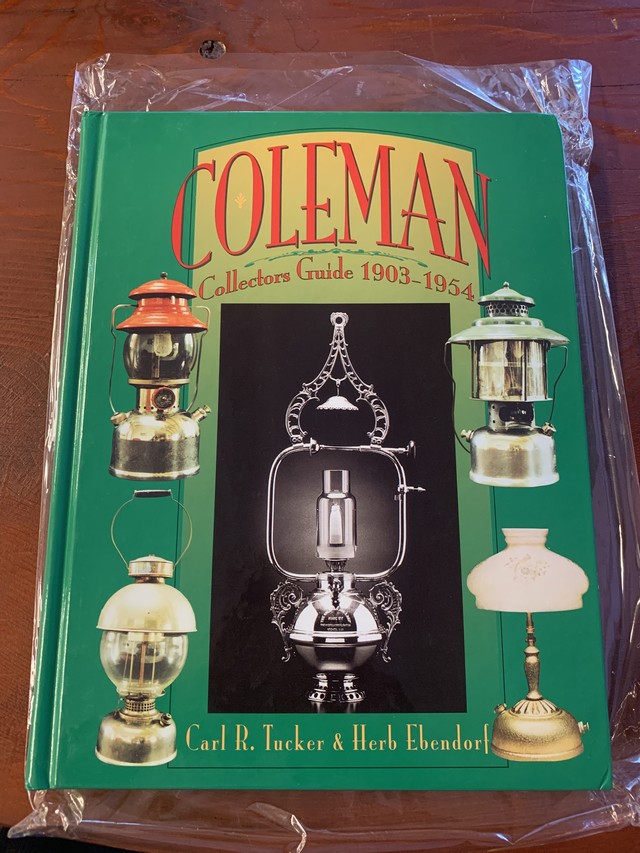 COLEMAN
Collectors Guide 1903-1954
Carl R. Tucker & Herb Ebendorf